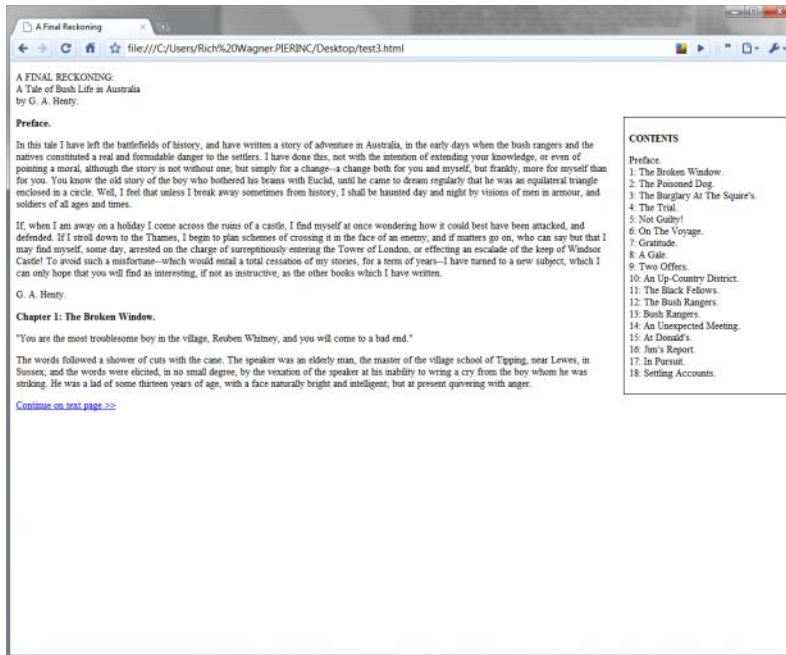 A Final Reckoning
file:///C:/Users/Rich%20Wagner.PIERINC/Desktop/test3.html
A FINAL RECKONING:
A Tale of Bush Life in Australia
by G. A. Henty.
Preface.
In this tale I have left the battlefields of history, and have written a story of adventure in Australia, in the early days when the bush rangers and the
natives constituted a real and formidable danger to the settlers. I have done this, not with the intention of extending your knowledge, or even of
pointing a moral, although the story is not without one; but simply for a change--a change both for you and myself, but frankly, more for myself than
for you. You know the old story of the boy who bothered his brains with Euclid, until he came to dream regularly that he was an equilateral triangle
enclosed in a circle. Well, I feel that unless I break away sometimes from history, I shall be haunted day and night by visions of men in armour, and
soldiers of all ages and times.
If, when I am away on a holiday I come across the ruins of a castle, I find myself at once wondering how it could best have been attacked, and
defended. If I stroll down to the Thames, I begin to plan schemes of crossing it in the face of an enemy; and if matters go on, who can say but that I
may find myself, some day, arrested on the charge of surreptitiously entering the Tower of London, or effecting an escalade of the keep of Windsor
Castle! To avoid such a misfortune--which would entail a total cessation of my stories, for a term of years--I have turned to a new subject, which I
can only hope that you will find as interesting, if not as instructive, as the other books which I have written.
G. A. Henty.
Chapter 1: The Broken Window.
"You are the most troublesome boy in the village, Reuben Whitney, and you will come to a bad end."
The words followed a shower of cuts with the cane. The speaker was an elderly man, the master of the village school of Tipping, near Lewes, in
Sussex; and the words were elicited, in no small degree, by the vexation of the speaker at his inability to wring a cry from the boy whom he was
striking. He was a lad of some thirteen years of age, with a face naturally bright and intelligent; but at present quivering with anger.
Continue on text page >>
CONTENTS
Preface.
1: The Broken Window.
2: The Poisoned Dog.
3: The Burglary At The Squire's.
4: The Trial.
5: Not Guilty!
6: On The Voyage.
7: Gratitude.
8: A Gale.
9: Two Offers.
10: An Up-Country District.
11: The Black Fellows.
12: The Bush Rangers.
13: Bush Rangers.
14: An Unexpected Meeting.
15: At Donald's.
16: Jim's Report.
17: In Pursuit.
18: Settling Accounts.